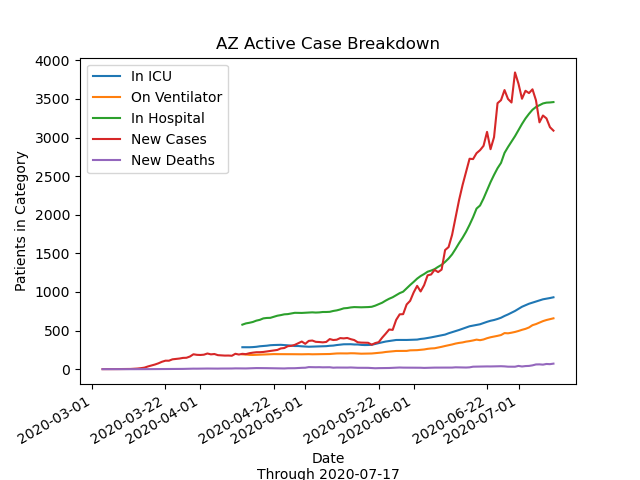 AZ Active Case Breakdown
Patients in Category
4000
3500
3000
2500
2000
1500
1000
500
0
In ICU
On Ventilator
In Hospital
New Cases
New Deaths
2020-03-01
2020-03-22
2020-04-01
2020-04-22
2020-05-01
2020-05-22
2020-06-01
2020-06-22
2020-07-01
Date
Through 2020-07-17